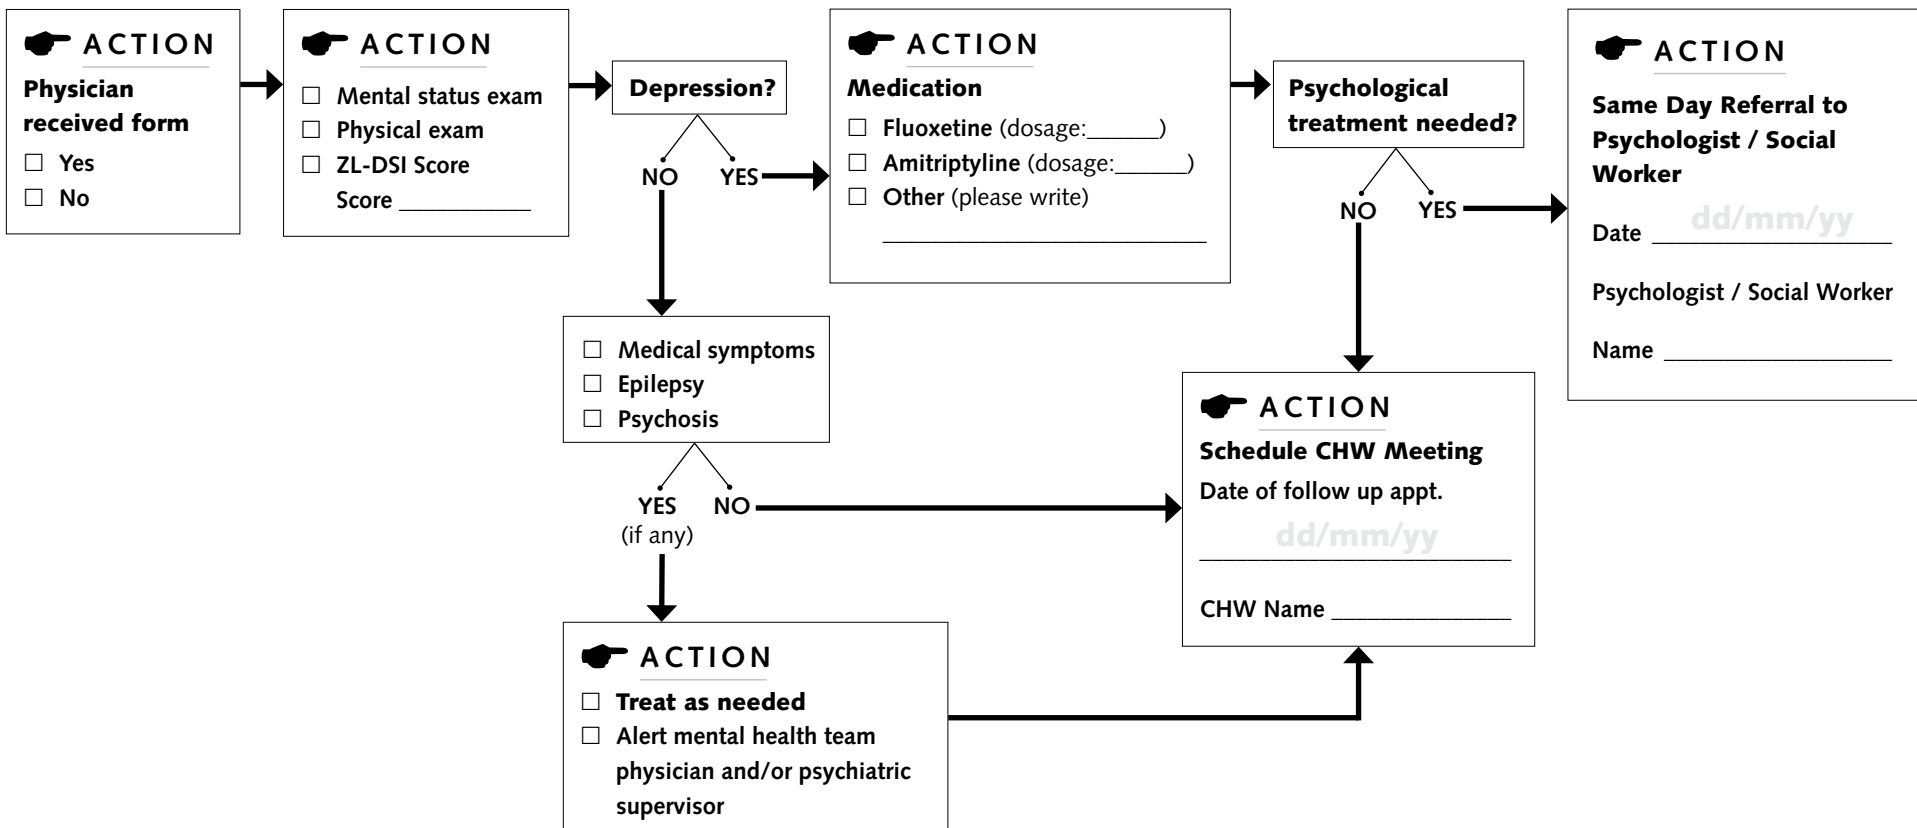 ACTION
Physician
received form
☐ Yes
☐ No
ACTION
☐ Mental status exam
☐ Physical exam
☐ ZL-DSI Score
Score ___________
Depression?
NO
YES
ACTION
Medication
☐ Fluoxetine (dosage:______)
☐ Amitriptyline (dosage:______)
☐ Other (please write)
___________________________
Psychological
treatment needed?
NO
YES
ACTION
Same Day Referral to
Psychologist / Social
Worker
dd/mm/yy
Date ____________________
Psychologist / Social Worker
Name ___________________
☐ Medical symptoms
☐ Epilepsy
☐ Psychosis
YES
(if any)
NO
ACTION
Schedule CHW Meeting
Date of follow up appt.
dd/mm/yy
__________________________
CHW Name _______________
ACTION
☐ Treat as needed
☐ Alert mental health team
physician and/or psychiatric
supervisor